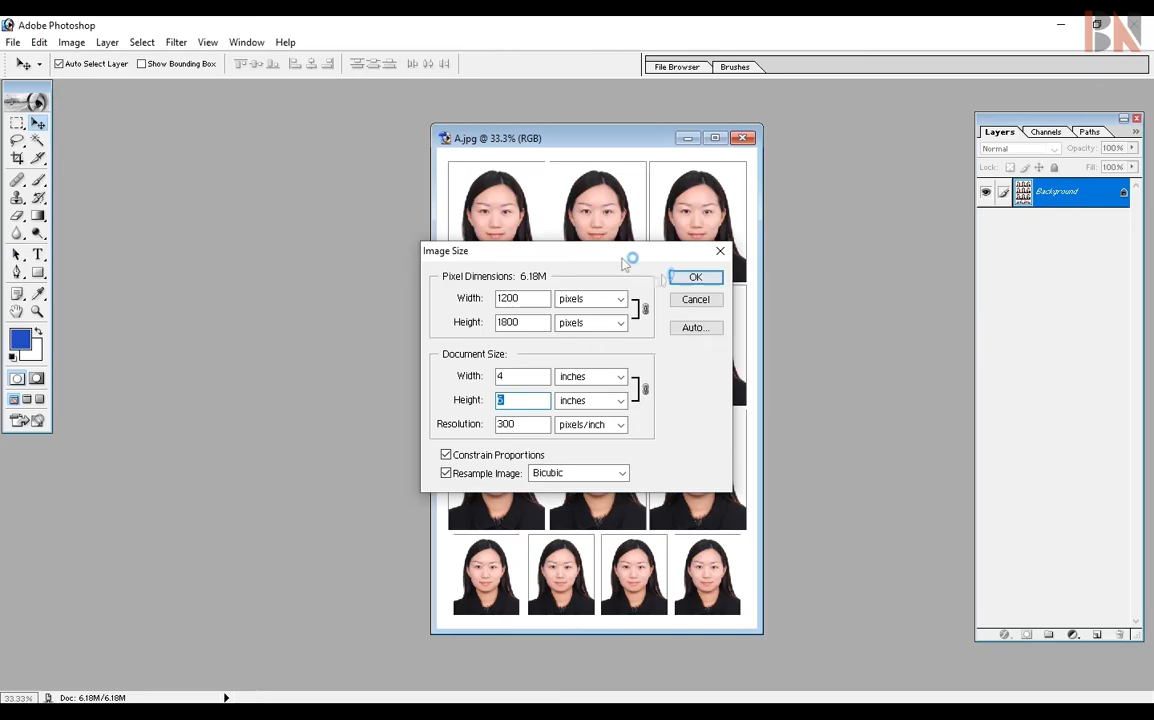 BN
Adobe Photoshop
File Edit Image Layer Select Filter View Window Help
Auto Select Layer Show Bounding Box File Browser Brushes
A.jpg @ 33.3% (RGB)
Layers Channels Paths
Normal Opacity: 100%
Lock: Fill: 100%
Background
Image Size
Pixel Dimensions: 6.18M
OK
Width: 1200 pixels
Cancel
Height: 1800 pixels
Auto...
Document Size:
Width: 4 inches
Height: 6 inches
Resolution: 300 pixels/inch
Constrain Proportions
Resample Image: Bicubic
33.33% Doc: 6.18M/6.18M